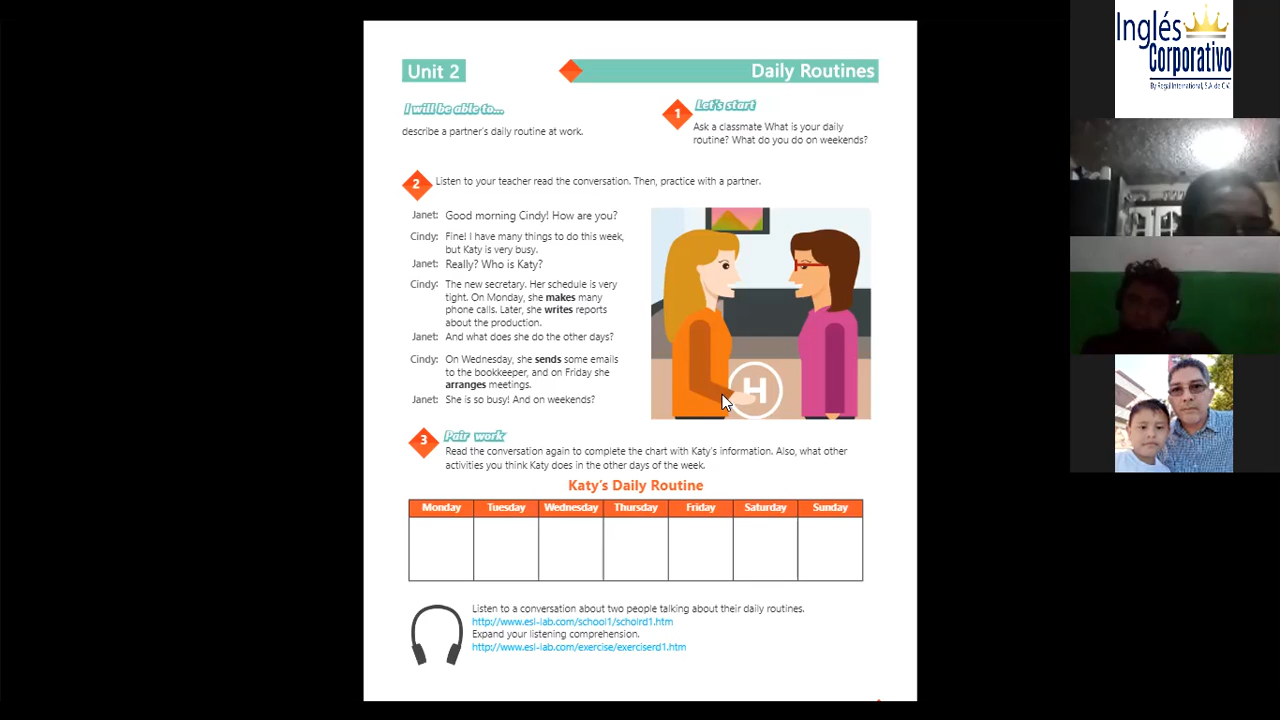 Unit 2
Daily Routines
I will be able to...
describe a partner's daily routine at work.
1
Let's start
Ask a classmate What is your daily
routine? What do you do on weekends?
2
Listen to your teacher read the conversation. Then, practice with a partner.
Janet: Good morning Cindy! How are you?
Cindy: Fine! I have many things to do this week,
but Katy is very busy.
Janet: Really? Who is Katy?
Cindy: The new secretary. Her schedule is very
tight. On Monday, she makes many
phone calls. Later, she writes reports
about the production.
Janet: And what does she do the other days?
Cindy: On Wednesday, she sends some emails
to the bookkeeper, and on Friday she
arranges meetings.
Janet: She is so busy! And on weekends?
H
3
Pair work
Read the conversation again to complete the chart with Katy's information. Also, what other
activities you think Katy does in the other days of the week.
Katy's Daily Routine
Monday Tuesday Wednesday Thursday Friday Saturday Sunday
Listen to a conversation about two people talking about their daily routines.
http://www.esl-lab.com/school1/scholrd1.htm
Expand your listening comprehension.
http://www.esl-lab.com/exercise/exerciserd1.htm
Inglés
Corporativo
By Regal International, S.A. de C.V.